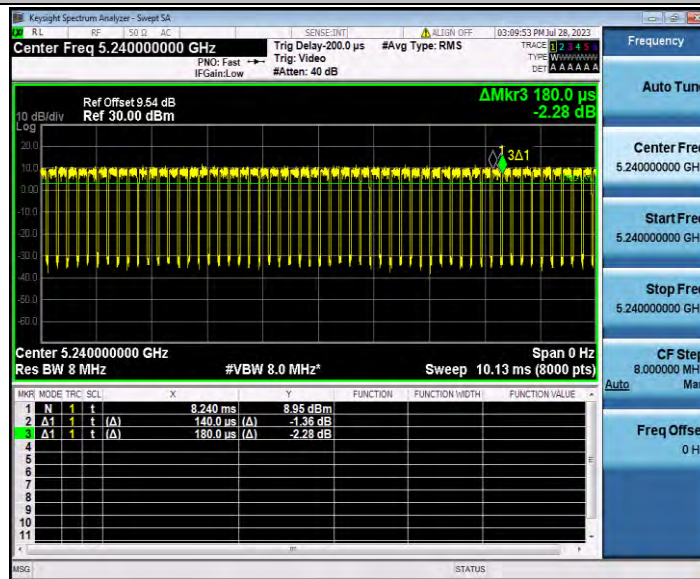 Keysight Spectrum Analyzer - Swept SA
RL RF 50 Ω AC SENSE:INT ALIGN OFF 03:09:53 PM Jul 28, 2023
Center Freq 5.240000000 GHz Trig Delay-200.0 µs #Avg Type: RMS TRACE 1 2 3 4 5 6
PNO: Fast Trig: Video TYPE WWWWWW
IFGain:Low #Atten: 40 dB DET A A A A A A
Frequency
Auto Tune
Center Freq
5.240000000 GH
Start Freq
5.240000000 GH
Stop Freq
5.240000000 GH
CF Step
8.000000 MH
Auto Man
Freq Offse
0 H
ΔMkr3 180.0 µs
-2.28 dB
Ref Offset 9.54 dB
10 dB/div Ref 30.00 dBm
Log
20.0
10.0
0.00
-10.0
-20.0
-30.0
-40.0
-60.0
1
3Δ1
Center 5.240000000 GHz Span 0 Hz
Res BW 8 MHz #VBW 8.0 MHz* Sweep 10.13 ms (8000 pts)
MKR MODE TRC SCL X Y FUNCTION FUNCTION WIDTH FUNCTION VALUE
1 N 1 t 8.240 ms 8.95 dBm
2 Δ1 1 t (Δ) 140.0 µs (Δ) -1.36 dB
3 Δ1 1 t (Δ) 180.0 µs (Δ) -2.28 dB
4
5
6
7
8
9
10
11
MSG STATUS